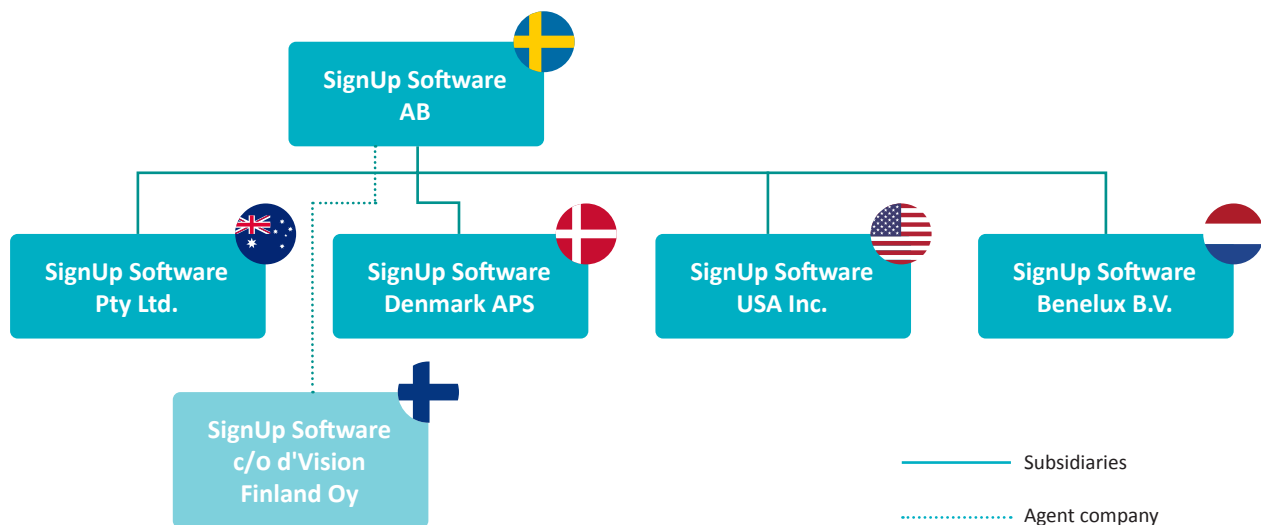 SignUp Software
AB
SignUp Software
Pty Ltd.
SignUp Software
Denmark APS
SignUp Software
USA Inc.
SignUp Software
Benelux B.V.
SignUp Software
c/o d'Vision
Finland Oy
Subsidiaries
Agent company